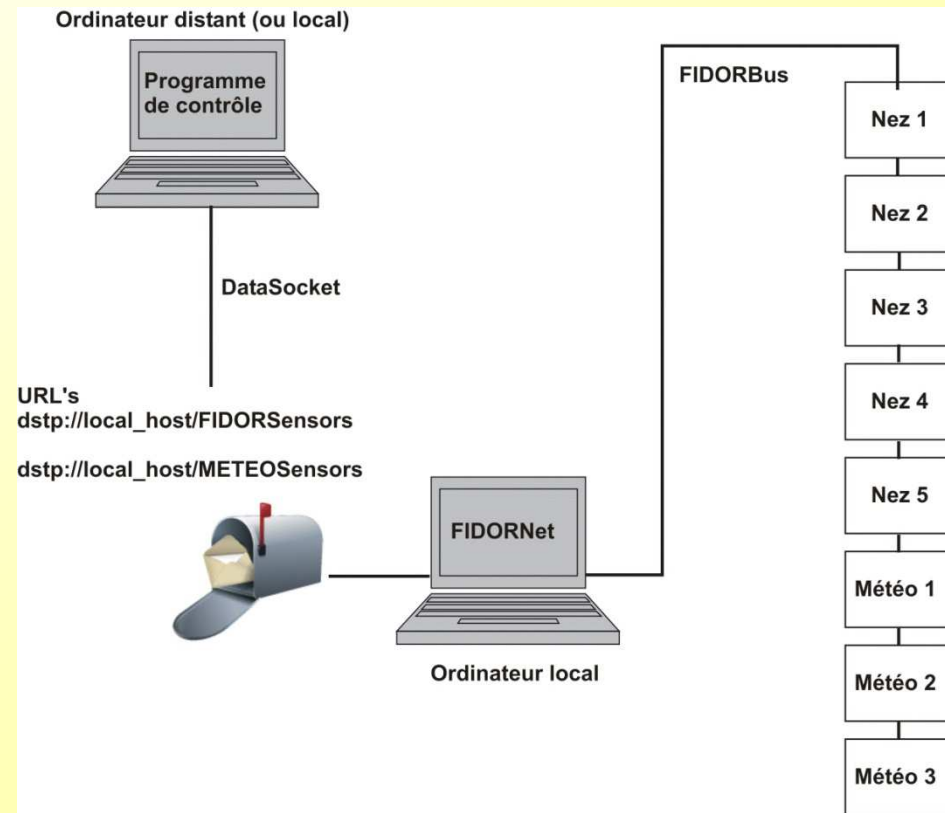 Ordinateur distant (ou local)
Programme
de contrôle
DataSocket
URL's
dstp://local_host/FIDORSensors
dstp://local_host/METEOSensors
FIDORNet
Ordinateur local
FIDORBus
Nez 1
Nez 2
Nez 3
Nez 4
Nez 5
Météo 1
Météo 2
Météo 3